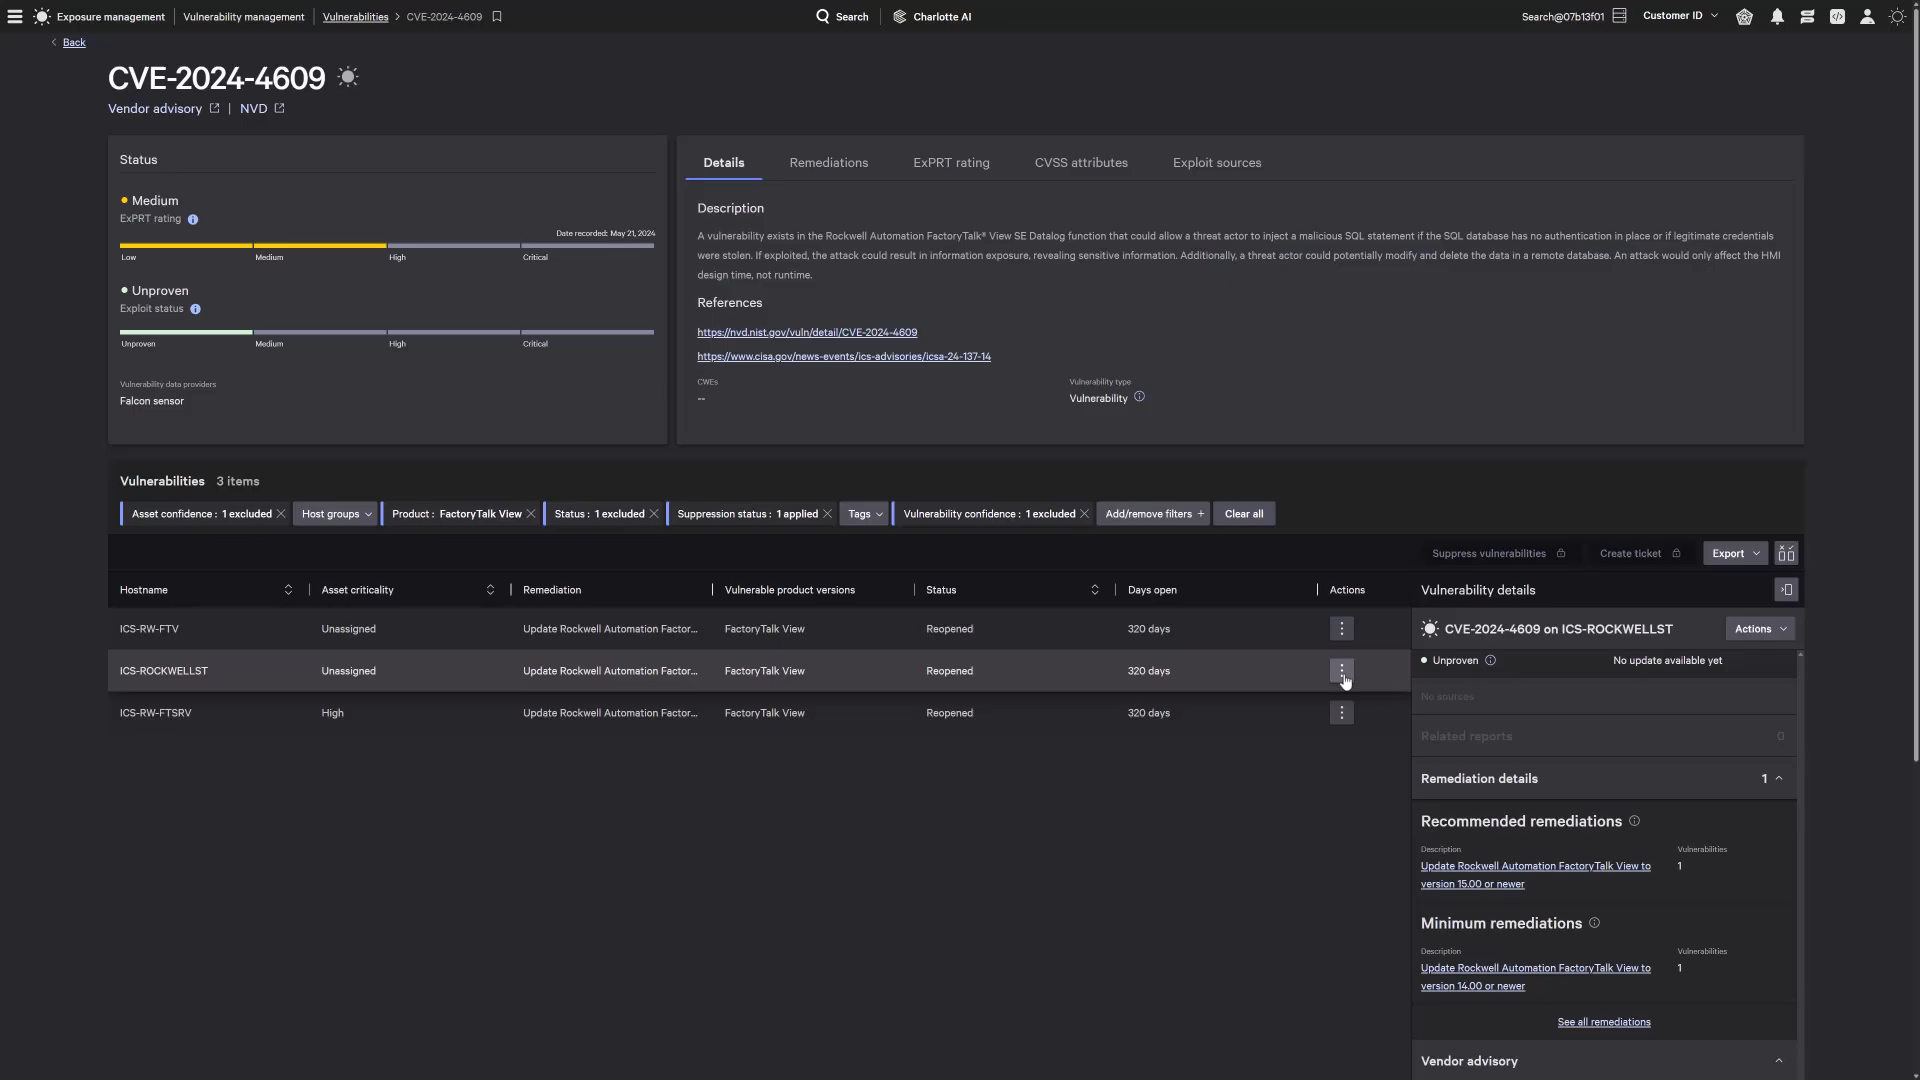 Exposure management
Vulnerability management
Vulnerabilities > CVE-2024-4609
Search
Charlotte AI
Search@07b13f01
Customer ID
Back
CVE-2024-4609
Vendor advisory | NVD
Status
Medium
ExPRT rating
Date recorded: May 21, 2024
Low Medium High Critical
Unproven
Exploit status
Unproven Medium High Critical
Vulnerability data providers
Falcon sensor
Details Remediations ExPRT rating CVSS attributes Exploit sources
Description
A vulnerability exists in the Rockwell Automation FactoryTalk® View SE Datalog function that could allow a threat actor to inject a malicious SQL statement if the SQL database has no authentication in place or if legitimate credentials
were stolen. If exploited, the attack could result in information exposure, revealing sensitive information. Additionally, a threat actor could potentially modify and delete the data in a remote database. An attack would only affect the HMI
design time, not runtime.
References
https://nvd.nist.gov/vuln/detail/CVE-2024-4609
https://www.cisa.gov/news-events/ics-advisories/icsa-24-137-14
CWEs Vulnerability type
-- Vulnerability
Vulnerabilities 3 items
Asset confidence : 1 excluded Host groups Product : FactoryTalk View Status : 1 excluded Suppression status : 1 applied Tags Vulnerability confidence : 1 excluded Add/remove filters + Clear all
Suppress vulnerabilities Create ticket Export
Hostname Asset criticality Remediation Vulnerable product versions Status Days open Actions
ICS-RW-FTV Unassigned Update Rockwell Automation Factor... FactoryTalk View Reopened 320 days
ICS-ROCKWELLST Unassigned Update Rockwell Automation Factor... FactoryTalk View Reopened 320 days
ICS-RW-FTSRV High Update Rockwell Automation Factor... FactoryTalk View Reopened 320 days
Vulnerability details
CVE-2024-4609 on ICS-ROCKWELLST Actions
Unproven No update available yet
No sources
Related reports 0
Remediation details 1
Recommended remediations
Description Vulnerabilities
Update Rockwell Automation FactoryTalk View to 1
version 15.00 or newer
Minimum remediations
Description Vulnerabilities
Update Rockwell Automation FactoryTalk View to 1
version 14.00 or newer
See all remediations
Vendor advisory